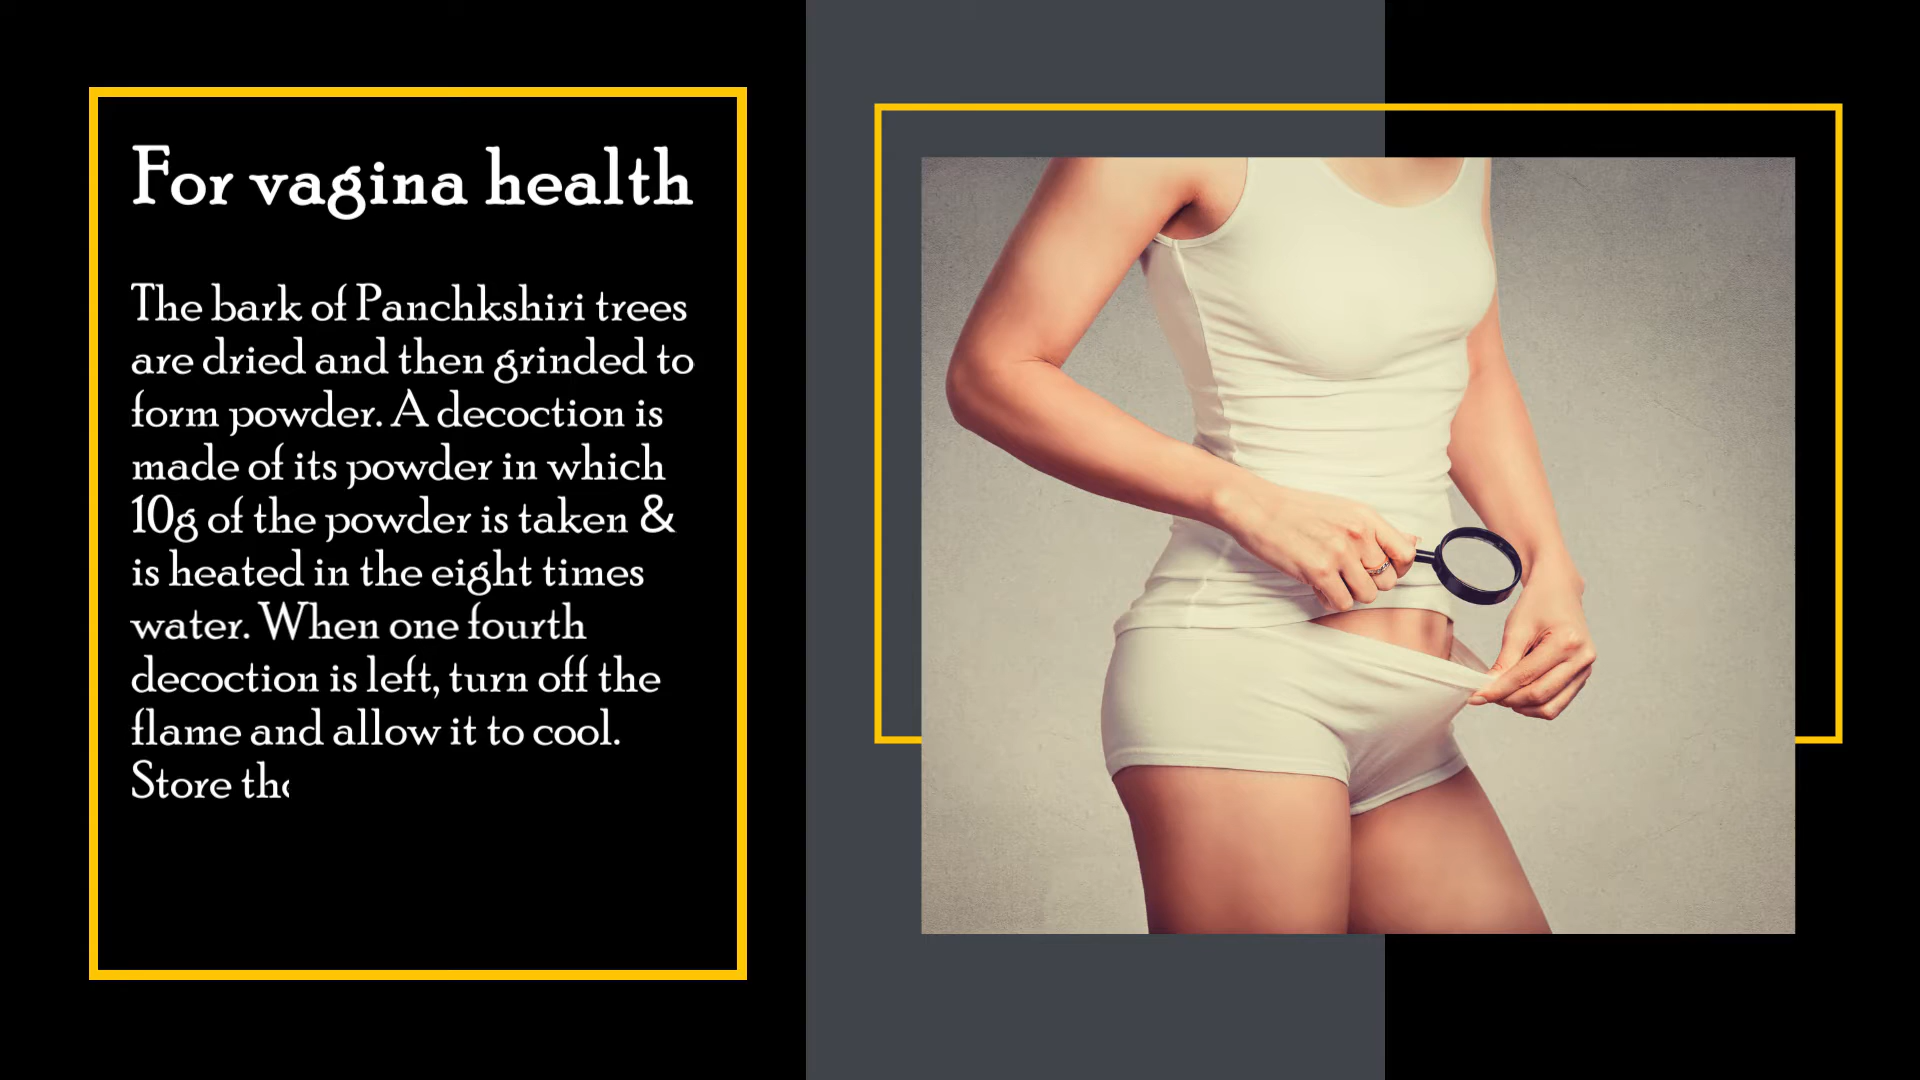 For vagina health
The bark of Panchkshiri trees
are dried and then grinded to
form powder. A decoction is
made of its powder in which
10g of the powder is taken &
is heated in the eight times
water. When one fourth
decoction is left, turn off the
flame and allow it to cool.
Store